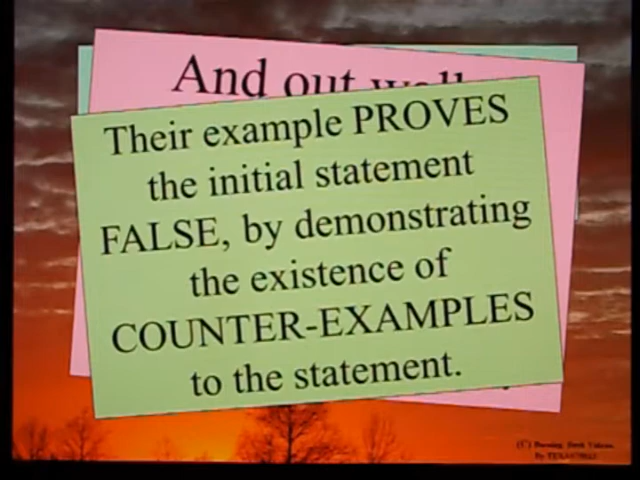 And out
Their example PROVES
the initial statement
FALSE, by demonstrating
the existence of
COUNTER-EXAMPLES
to the statement.